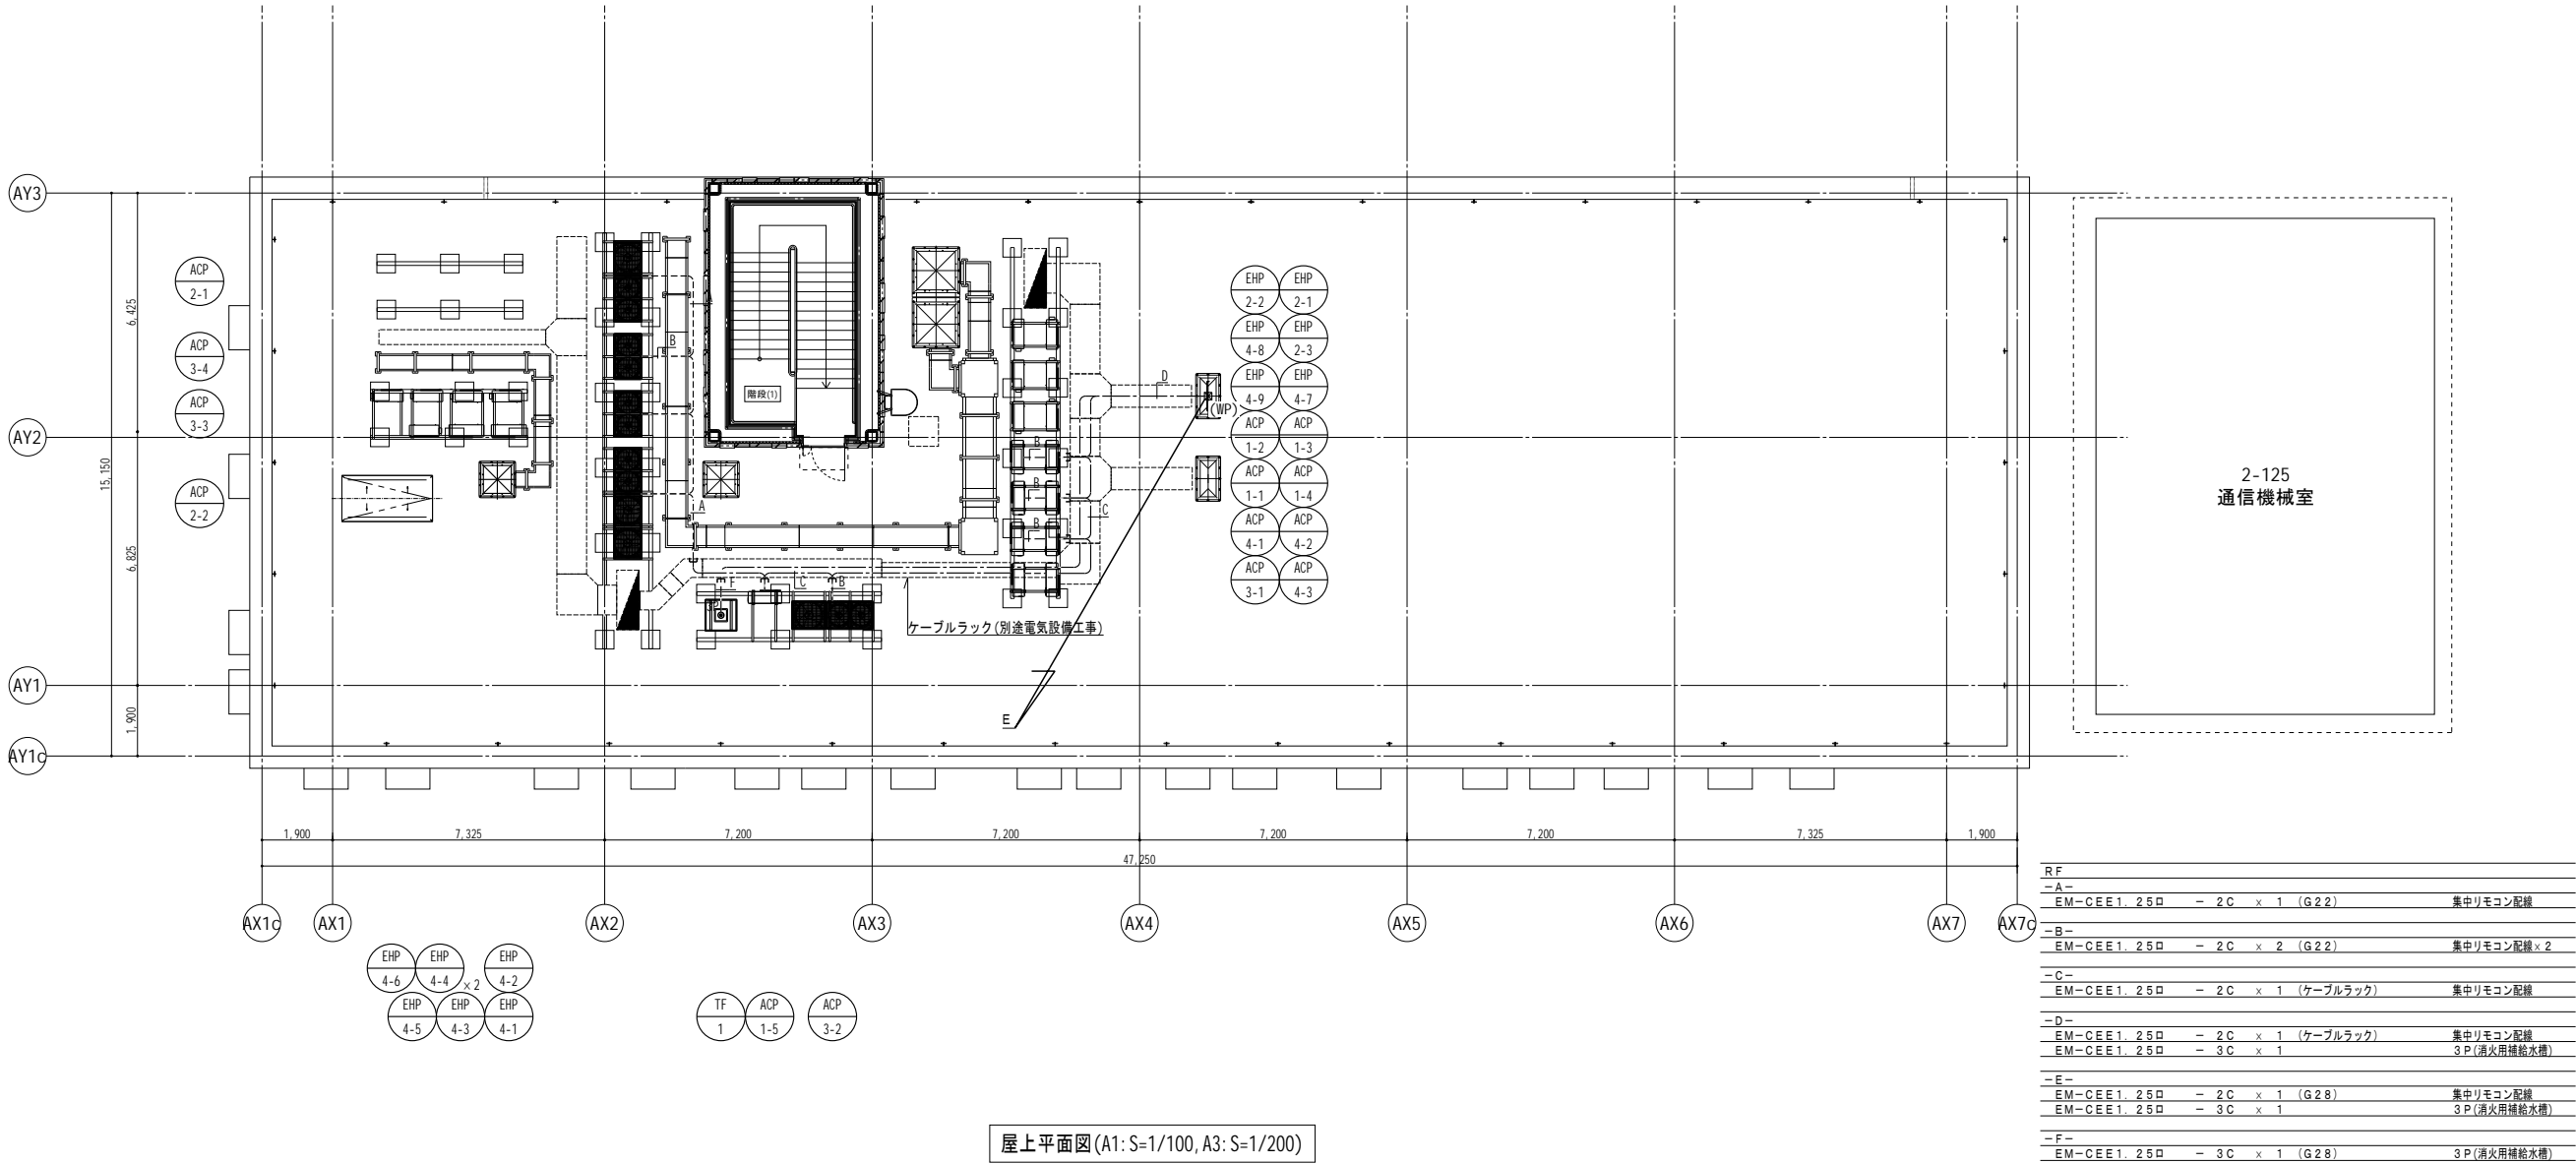 AY3
AY2
AY1
AY1c
6,425
6,825
1,900
15,150
ACP
2-1
ACP
3-4
ACP
3-3
ACP
2-2
階段(1)
B
A
F
C
B
B
B
B
C
D
(WP)
E
ケーブルラック(別途電気設備工事)
EHP
2-2
EHP
2-1
EHP
4-8
EHP
2-3
EHP
4-9
EHP
4-7
ACP
1-2
ACP
1-3
ACP
1-1
ACP
1-4
ACP
4-1
ACP
4-2
ACP
3-1
ACP
4-3
2-125
通信機械室
1,900
7,325
7,200
7,200
7,200
7,200
7,325
1,900
47,250
AX1c
AX1
AX2
AX3
AX4
AX5
AX6
AX7
AX7c
EHP
4-6
EHP
4-4
×2
EHP
4-2
EHP
4-5
EHP
4-3
EHP
4-1
TF
1
ACP
1-5
ACP
3-2
RF
-A-
EM-CEE1.25□ - 2C × 1 (G22) 集中リモコン配線
-B-
EM-CEE1.25□ - 2C × 2 (G22) 集中リモコン配線×2
-C-
EM-CEE1.25□ - 2C × 1 (ケーブルラック) 集中リモコン配線
-D-
EM-CEE1.25□ - 2C × 1 (ケーブルラック) 集中リモコン配線
EM-CEE1.25□ - 3C × 1 3P(消火用補給水槽)
-E-
EM-CEE1.25□ - 2C × 1 (G28) 集中リモコン配線
EM-CEE1.25□ - 3C × 1 3P(消火用補給水槽)
-F-
EM-CEE1.25□ - 3C × 1 (G28) 3P(消火用補給水槽)
屋上平面図(A1:S=1/100,A3:S=1/200)